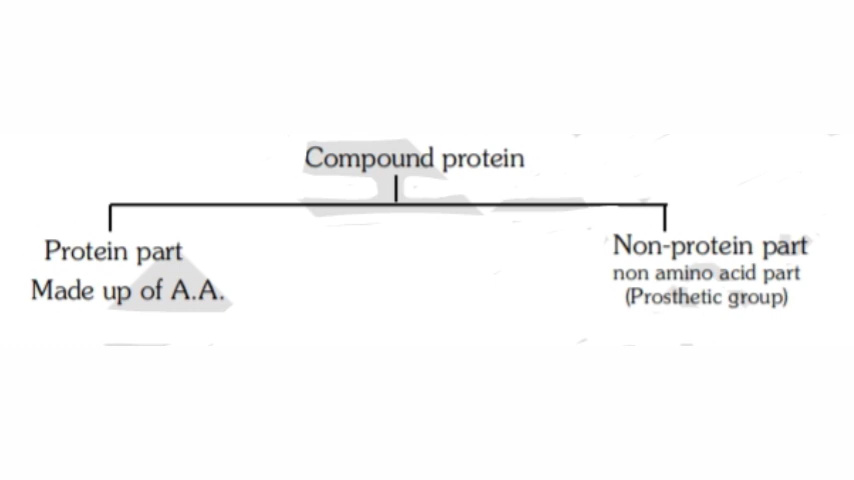 Compound protein
Protein part
Made up of A.A.
Non-protein part
non amino acid part
(Prosthetic group)